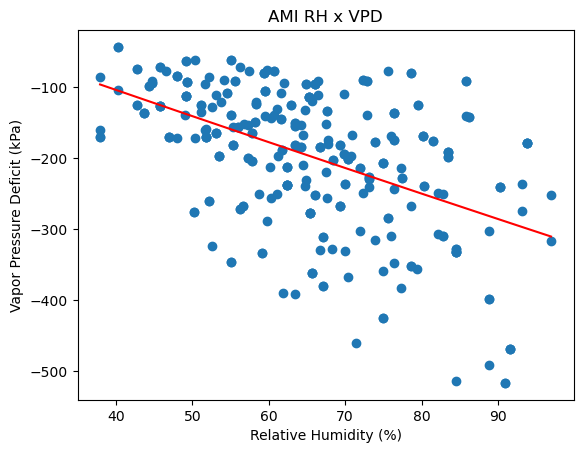 AMI RH x VPD
Vapor Pressure Deficit (kPa)
−100
−200
−300
−400
−500
40 50 60 70 80 90
Relative Humidity (%)